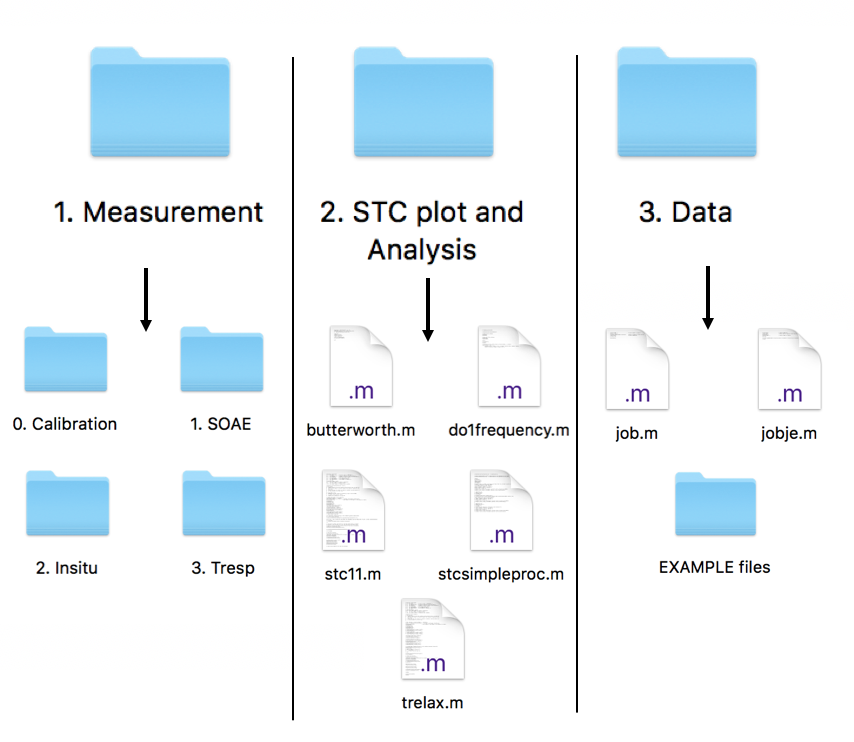 1. Measurement
0. Calibration
1. SOAE
2. Insitu
3. Tresp
2. STC plot and
Analysis
.m
.m
butterworth.m
do1frequency.m
.m
.m
stc11.m
stcsimpleproc.m
.m
trelax.m
3. Data
.m
.m
job.m
jobje.m
EXAMPLE files